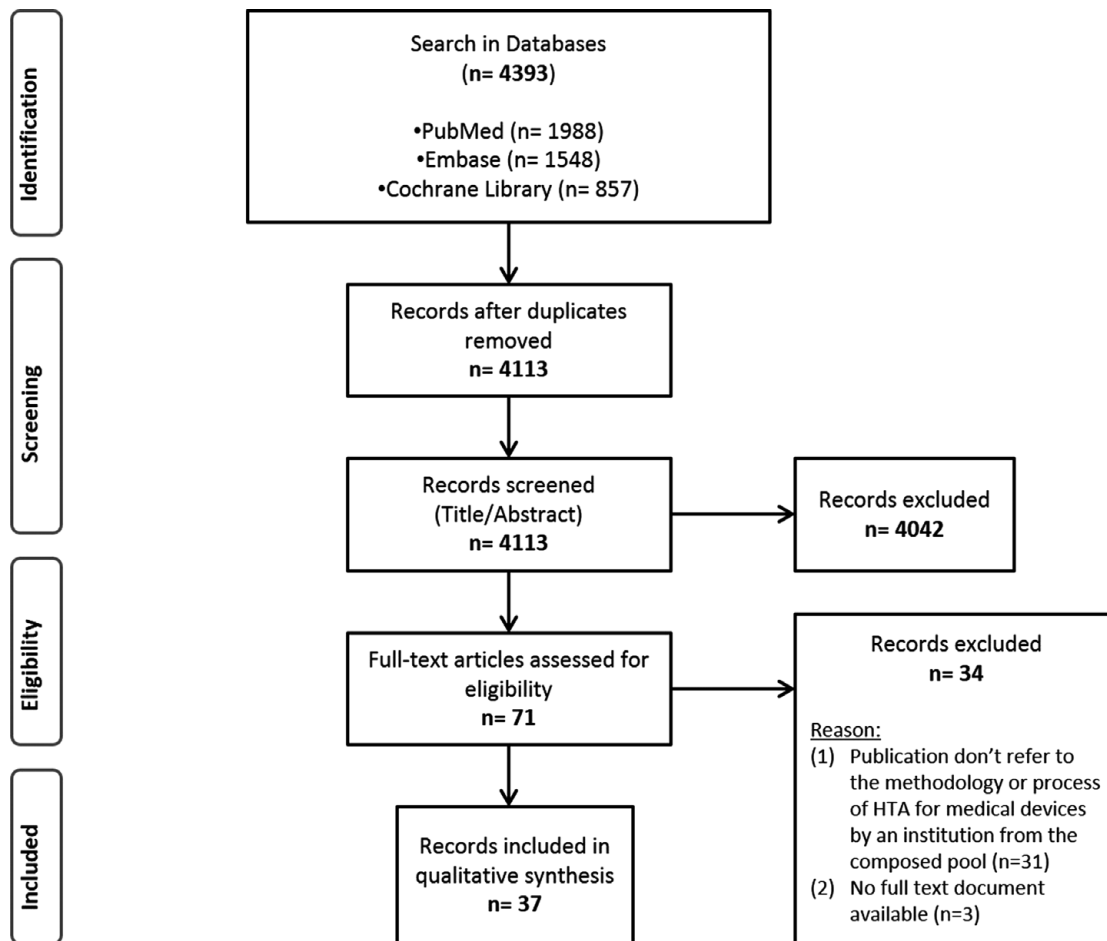 Identification
Search in Databases
(n= 4393)
•PubMed (n= 1988)
•Embase (n= 1548)
•Cochrane Library (n= 857)
Screening
Records after duplicates
removed
n= 4113
Records screened
(Title/Abstract)
n= 4113
Records excluded
n= 4042
Eligibility
Full-text articles assessed for
eligibility
n= 71
Records excluded
n= 34
Reason:
(1) Publication don’t refer to
the methodology or process
of HTA for medical devices
by an institution from the
composed pool (n=31)
(2) No full text document
available (n=3)
Included
Records included in
qualitative synthesis
n= 37